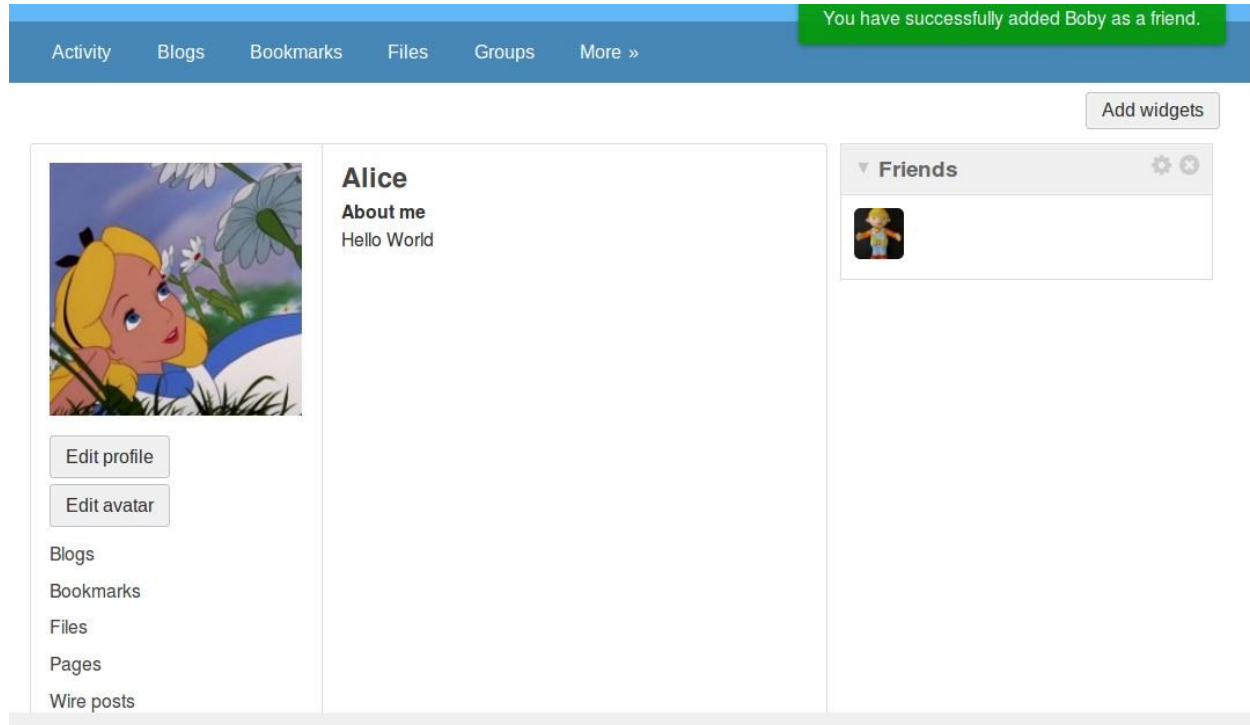 You have successfully added Boby as a friend.
Activity Blogs Bookmarks Files Groups More »
Add widgets
Alice
About me
Hello World
Friends
Edit profile
Edit avatar
Blogs
Bookmarks
Files
Pages
Wire posts